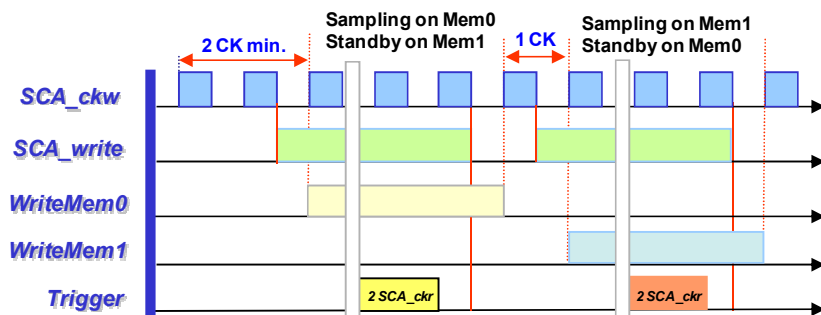 Sampling on Mem0
Standby on Mem1
Sampling on Mem1
Standby on Mem0
2 CK min.
1 CK
SCA_ckw
SCA_write
WriteMem0
WriteMem1
Trigger
2 SCA_ckr
2 SCA_ckr